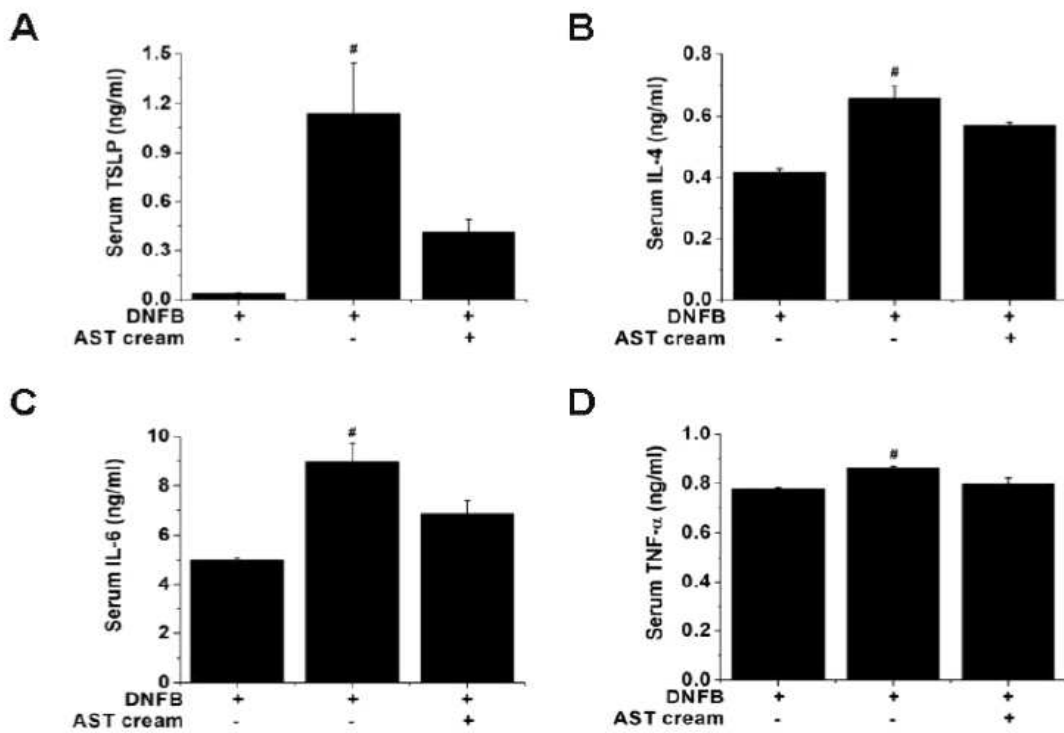 A
Serum TSLP (ng/ml)
1.5
1.2
0.9
0.6
0.3
0.0
#
DNFB + + +
AST cream - - +
B
Serum IL-4 (ng/ml)
0.8
0.6
0.4
0.2
0.0
#
DNFB + + +
AST cream - - +
C
Serum IL-6 (ng/ml)
10
8
6
4
2
0
#
DNFB + + +
AST cream - - +
D
Serum TNF-α (ng/ml)
1.0
0.8
0.6
0.4
0.2
0.0
#
DNFB + + +
AST cream - - +